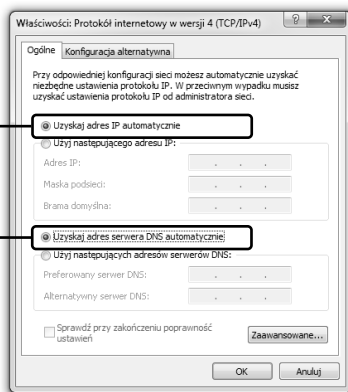 Właściwości: Protokół internetowy w wersji 4 (TCP/IPv4)
Ogólne
Konfiguracja alternatywna
Przy odpowiedniej konfiguracji sieci możesz automatycznie uzyskać
niezbędne ustawienia protokołu IP. W przeciwnym wypadku musisz
uzyskać ustawienia protokołu IP od administratora sieci.
Uzyskaj adres IP automatycznie
Użyj następującego adresu IP:
Adres IP:
Maska podsieci:
Brama domyślna:
Uzyskaj adres serwera DNS automatycznie
Użyj następujących adresów serwerów DNS:
Preferowany serwer DNS:
Alternatywny serwer DNS:
Sprawdź przy zakończeniu poprawność
ustawień
Zaawansowane...
OK
Anuluj